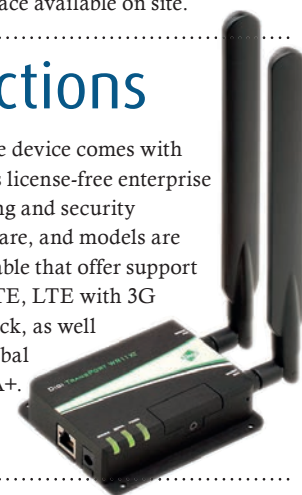 ace available on site.
ctions
e device comes with
s license-free enterprise
ng and security
are, and models are
able that offer support
TE, LTE with 3G
ck, as well
bal
A+.
DIGI TRANSPORT WR11 XT